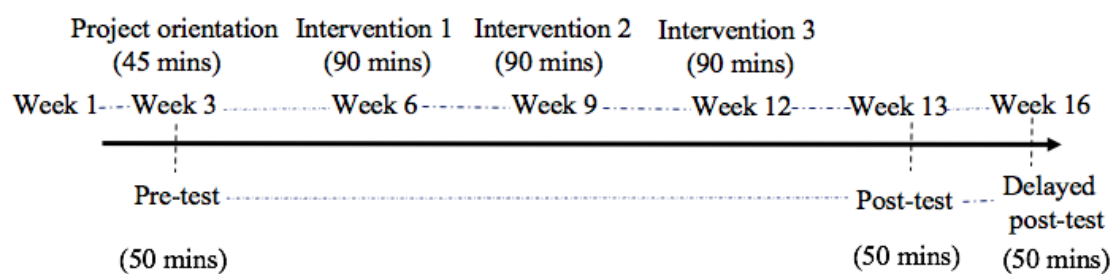 Project orientation Intervention 1 Intervention 2 Intervention 3
(45 mins) (90 mins) (90 mins) (90 mins)
Week 1 Week 3 Week 6 Week 9 Week 12 Week 13 Week 16
Pre-test Post-test Delayed post-test
(50 mins) (50 mins) (50 mins)